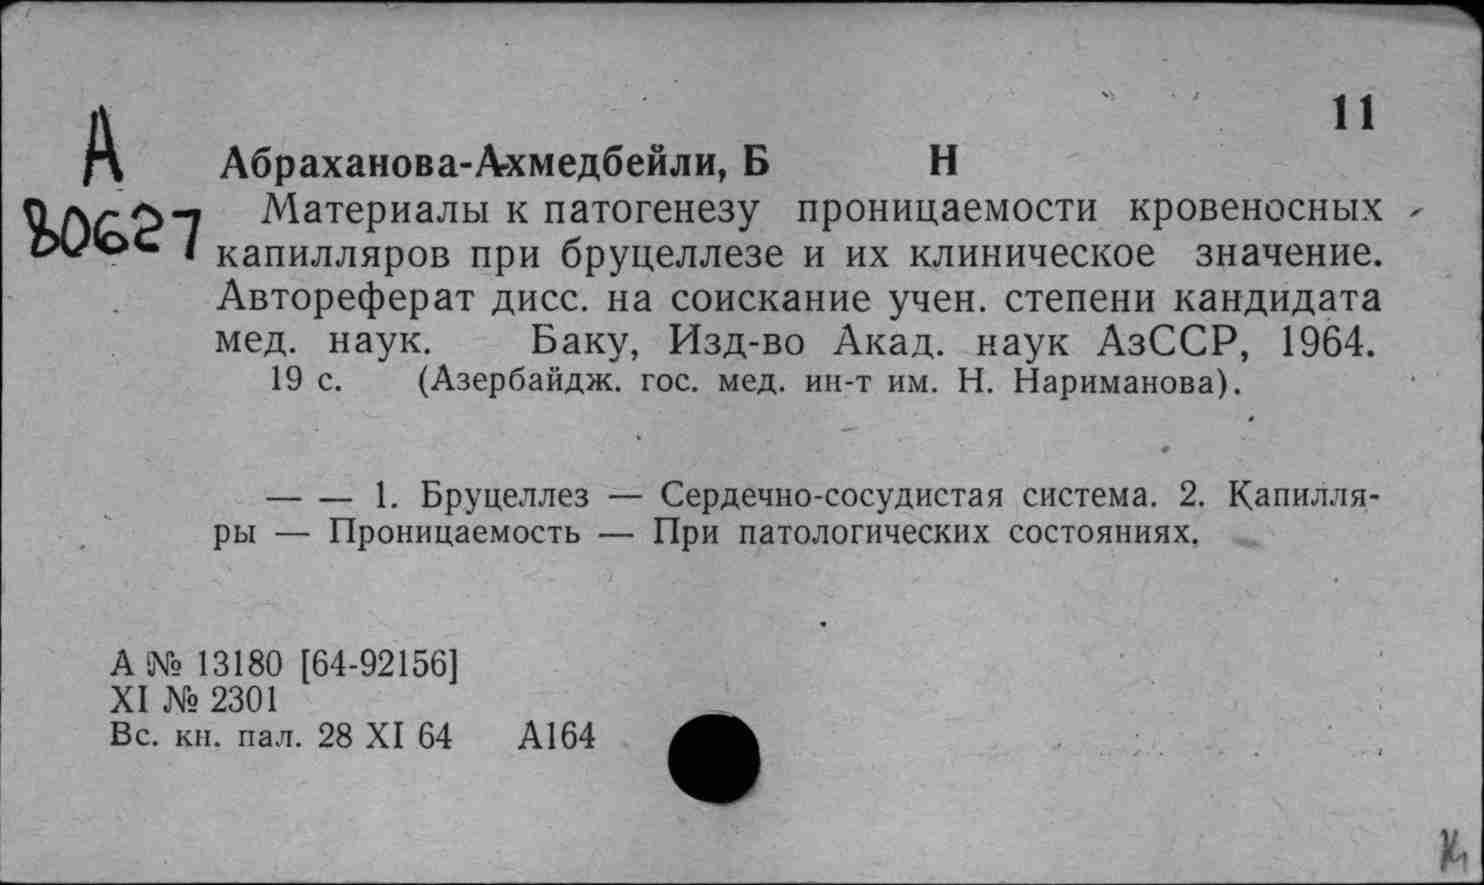 11
А
80627
Абраханова-Ахмедбейли, Б Н
Материалы к патогенезу проницаемости кровеносных
капилляров при бруцеллезе и их клиническое значение.
Автореферат дисс. на соискание учен. степени кандидата
мед. наук. Баку, Изд-во Акад. наук АзССР, 1964.
19 с. (Азербайдж. гос. мед. ин-т им. Н. Нариманова).
— — 1. Бруцеллез — Сердечно-сосудистая система. 2. Капилля-
ры — Проницаемость — При патологических состояниях.
А № 13180 [64-92156]
XI № 2301
Вс. кн. пал. 28 XI 64 А164